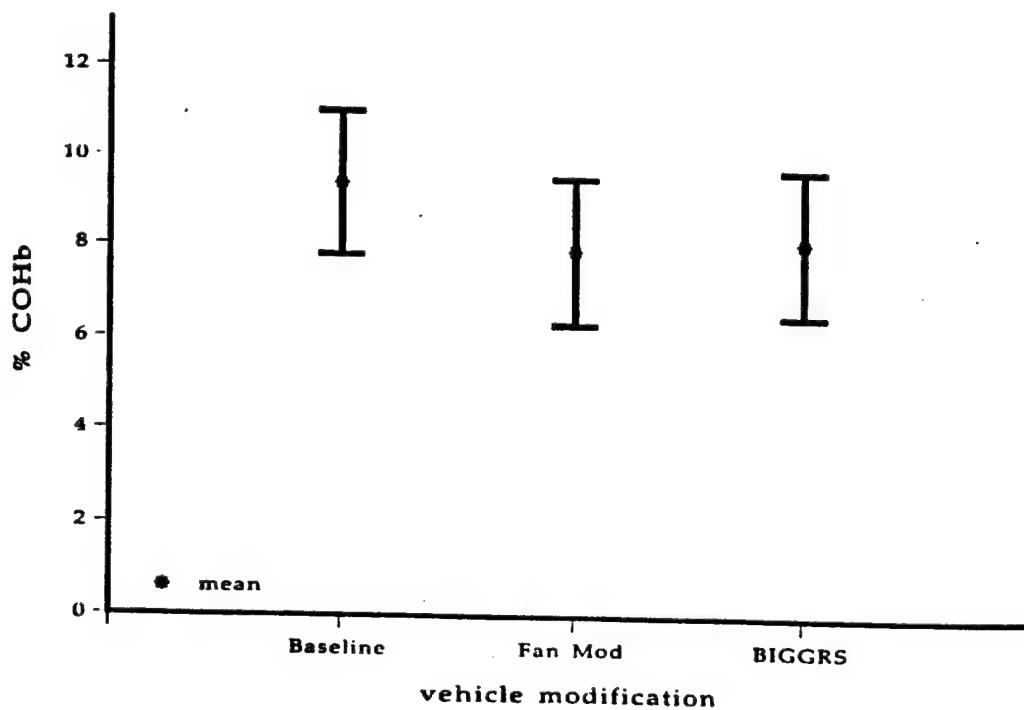 12
10
8
6
4
2
0
% COHb
mean
Baseline
Fan Mod
BIGGRS
vehicle modification